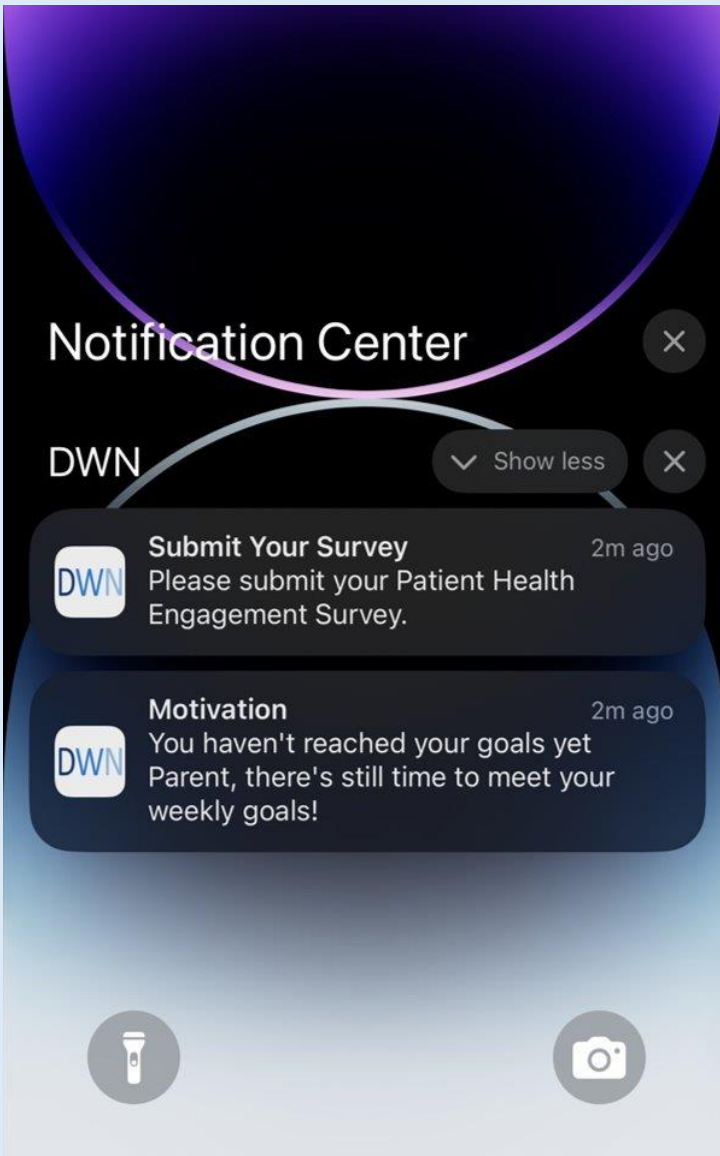 Notification Center
DWN
Show less
DWN
Submit Your Survey
2m ago
Please submit your Patient Health
Engagement Survey.
DWN
Motivation
2m ago
You haven't reached your goals yet
Parent, there's still time to meet your
weekly goals!